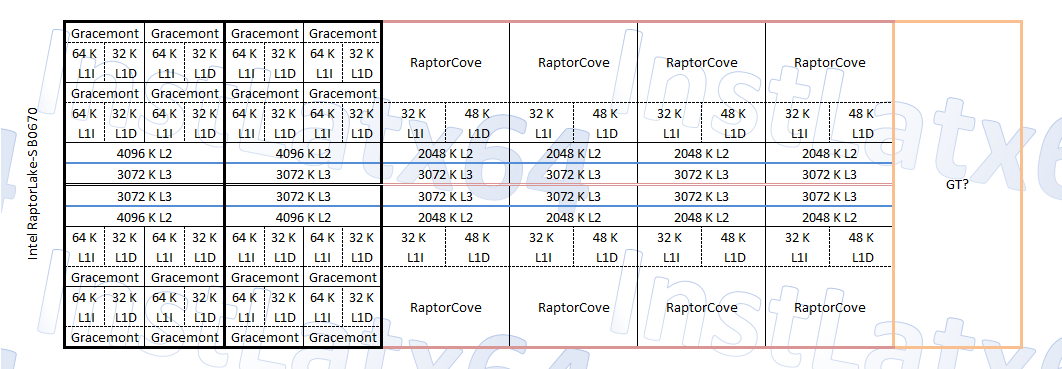 Intel RaptorLake-S B0670
Gracemont Gracemont Gracemont Gracemont
64 K 32 K 64 K 32 K 64 K 32 K 64 K 32 K
L1I L1D L1I L1D L1I L1D L1I L1D
RaptorCove RaptorCove RaptorCove RaptorCove
Gracemont Gracemont Gracemont Gracemont
64 K 32 K 64 K 32 K 64 K 32 K 64 K 32 K 32 K 48 K 32 K 48 K 32 K 48 K 32 K 48 K
L1I L1D L1I L1D L1I L1D L1I L1D L1I L1D L1I L1D L1I L1D L1I L1D
4096 K L2 4096 K L2 2048 K L2 2048 K L2 2048 K L2 2048 K L2
3072 K L3 3072 K L3 3072 K L3 3072 K L3 3072 K L3 3072 K L3
GT?
3072 K L3 3072 K L3 3072 K L3 3072 K L3 3072 K L3 3072 K L3
4096 K L2 4096 K L2 2048 K L2 2048 K L2 2048 K L2 2048 K L2
64 K 32 K 64 K 32 K 64 K 32 K 64 K 32 K 32 K 48 K 32 K 48 K 32 K 48 K 32 K 48 K
L1I L1D L1I L1D L1I L1D L1I L1D L1I L1D L1I L1D L1I L1D L1I L1D
Gracemont Gracemont Gracemont Gracemont
64 K 32 K 64 K 32 K 64 K 32 K 64 K 32 K
L1I L1D L1I L1D L1I L1D L1I L1D
RaptorCove RaptorCove RaptorCove RaptorCove
Gracemont Gracemont Gracemont Gracemont
InstLatx64
InstLatx64
InstLatx64
InstLatx64